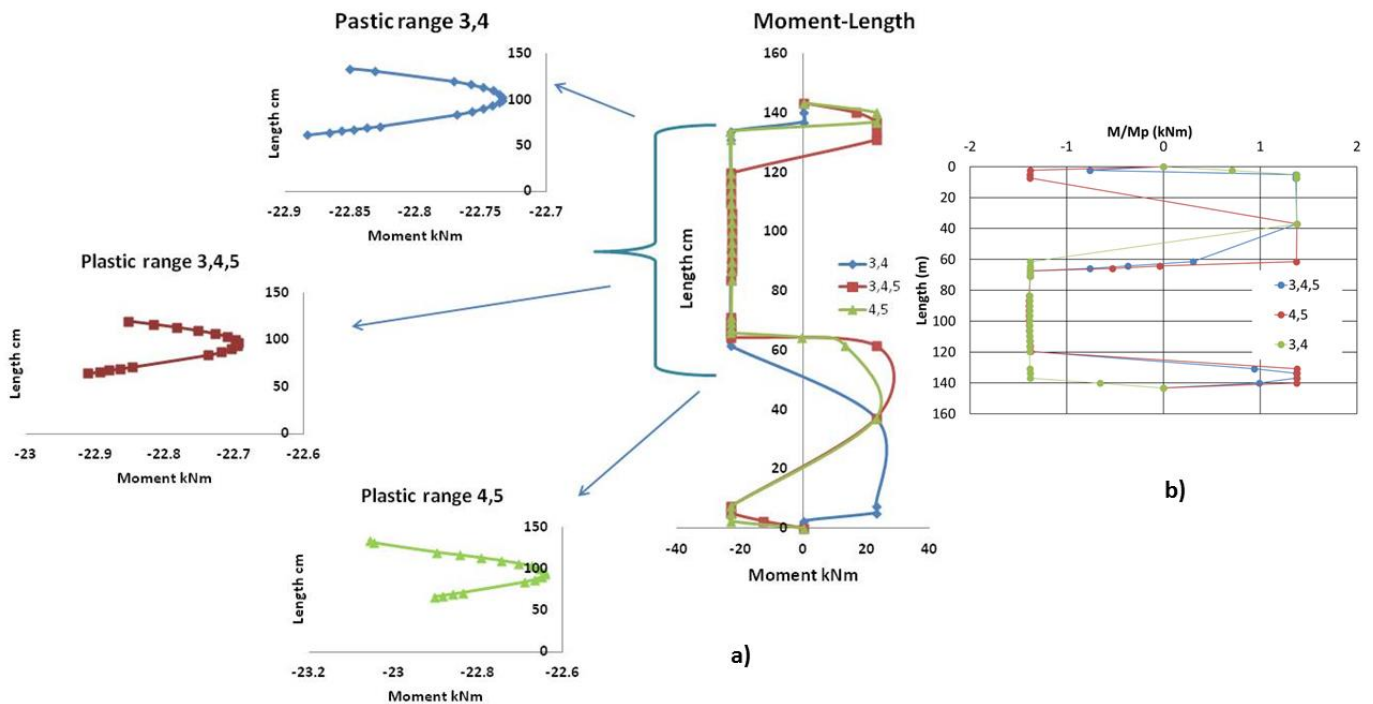 Pastic range 3,4
150
100
50
0
Length cm
-22.9 -22.85 -22.8 -22.75 -22.7
Moment kNm
Plastic range 3,4,5
150
100
50
0
Length cm
-23 -22.9 -22.8 -22.7 -22.6
Moment kNm
Plastic range 4,5
150
100
50
0
Length cm
-23.2 -23 -22.8 -22.6
Moment kNm
Moment-Length
160
140
120
100
80
60
40
20
0
Length cm
3,4
3,4,5
4,5
-40 -20 0 20 40
Moment kNm
a)
M/Mp (kNm)
-2 -1 0 1 2
0
20
40
60
80
100
120
140
160
Length (m)
3,4,5
4,5
3,4
b)